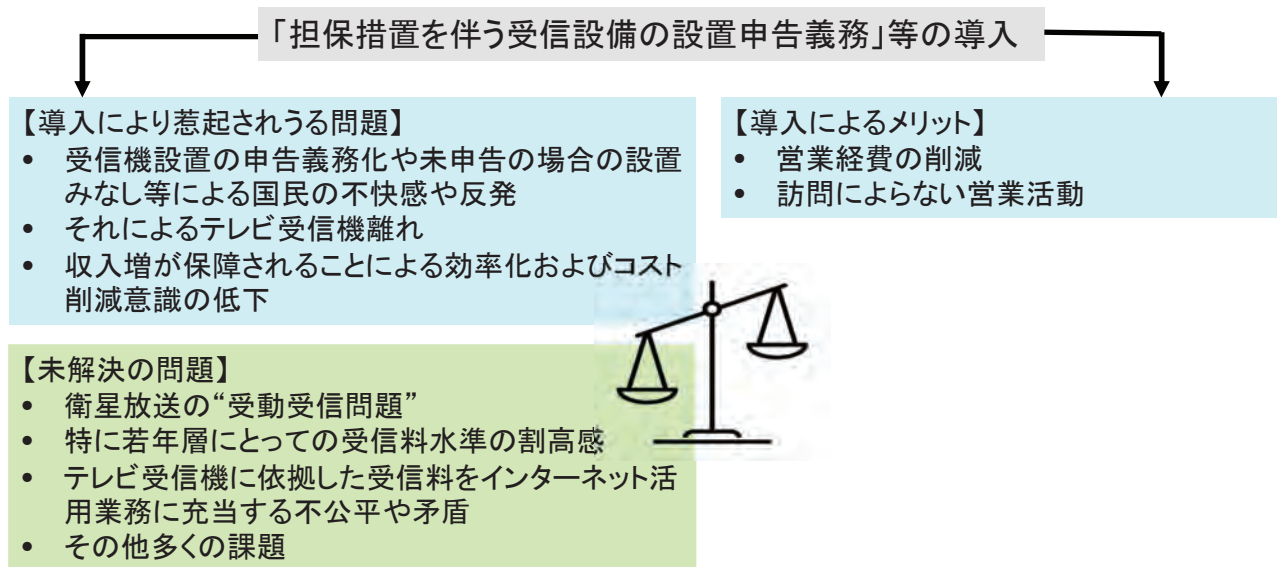 「担保措置を伴う受信設備の設置申告義務」等の導入
【導入により惹起されうる問題】
• 受信機設置の申告義務化や未申告の場合の設置
みなし等による国民の不快感や反発
• それによるテレビ受信機離れ
• 収入増が保障されることによる効率化およびコスト
削減意識の低下
【未解決の問題】
• 衛星放送の“受動受信問題”
• 特に若年層にとっての受信料水準の割高感
• テレビ受信機に依拠した受信料をインターネット活
用業務に充当する不公平や矛盾
• その他多くの課題
【導入によるメリット】
• 営業経費の削減
• 訪問によらない営業活動